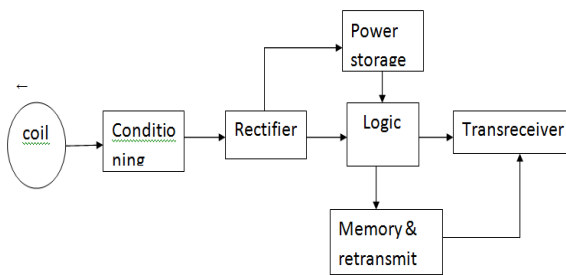 Power
storage
←
coil
Conditio
ning
Rectifier
Logic
Transreceiver
Memory &
retransmit